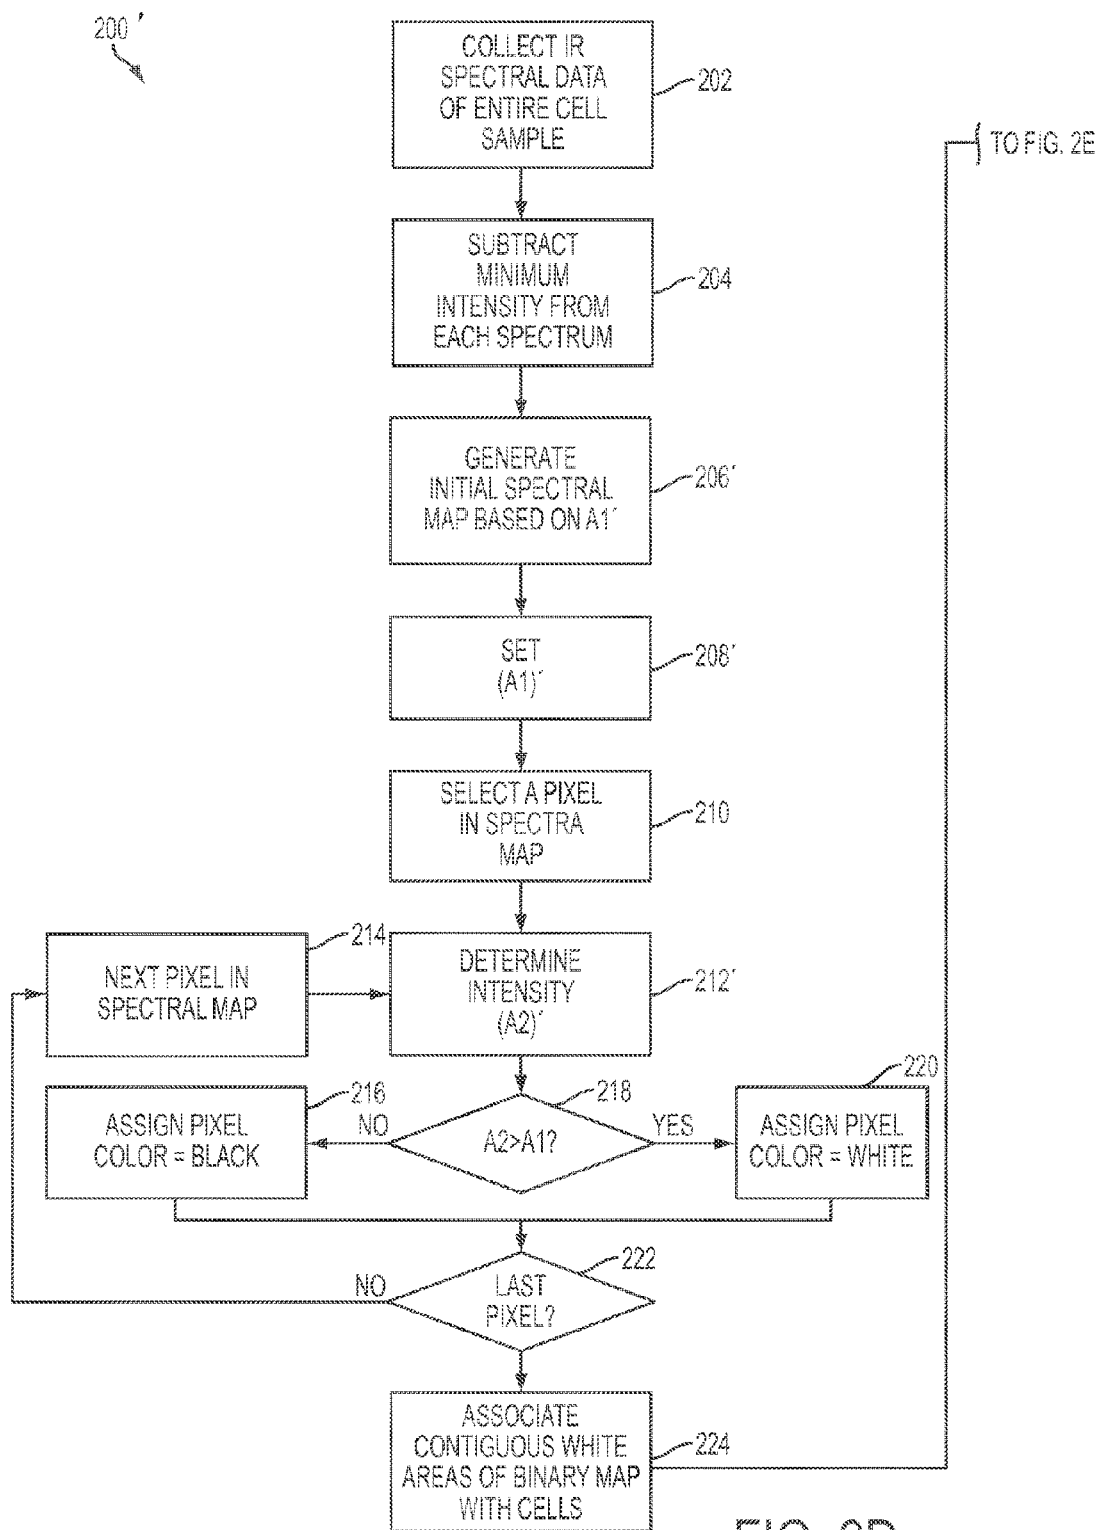 200'
COLLECT IR
SPECTRAL DATA
OF ENTIRE CELL
SAMPLE
202
TO FIG. 2E
SUBTRACT
MINIMUM
INTENSITY FROM
EACH SPECTRUM
204
GENERATE
INITIAL SPECTRAL
MAP BASED ON A1'
206'
SET
(A1)'
208'
SELECT A PIXEL
IN SPECTRA
MAP
210
NEXT PIXEL IN
SPECTRAL MAP
214
DETERMINE
INTENSITY
(A2)'
212'
ASSIGN PIXEL
COLOR = BLACK
216
NO
A2>A1?
218
YES
ASSIGN PIXEL
COLOR = WHITE
220
NO
LAST
PIXEL?
222
ASSOCIATE
CONTIGUOUS WHITE
AREAS OF BINARY MAP
WITH CELLS
224